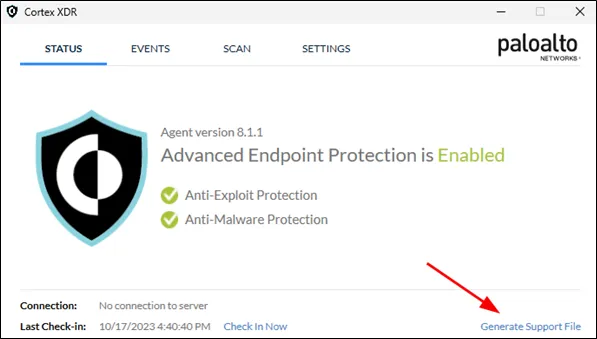 Cortex XDR
STATUS EVENTS SCAN SETTINGS
paloalto
NETWORKS
Agent version 8.1.1
Advanced Endpoint Protection is Enabled
Anti-Exploit Protection
Anti-Malware Protection
Connection: No connection to server
Last Check-in: 10/17/2023 4:40:40 PM Check In Now Generate Support File